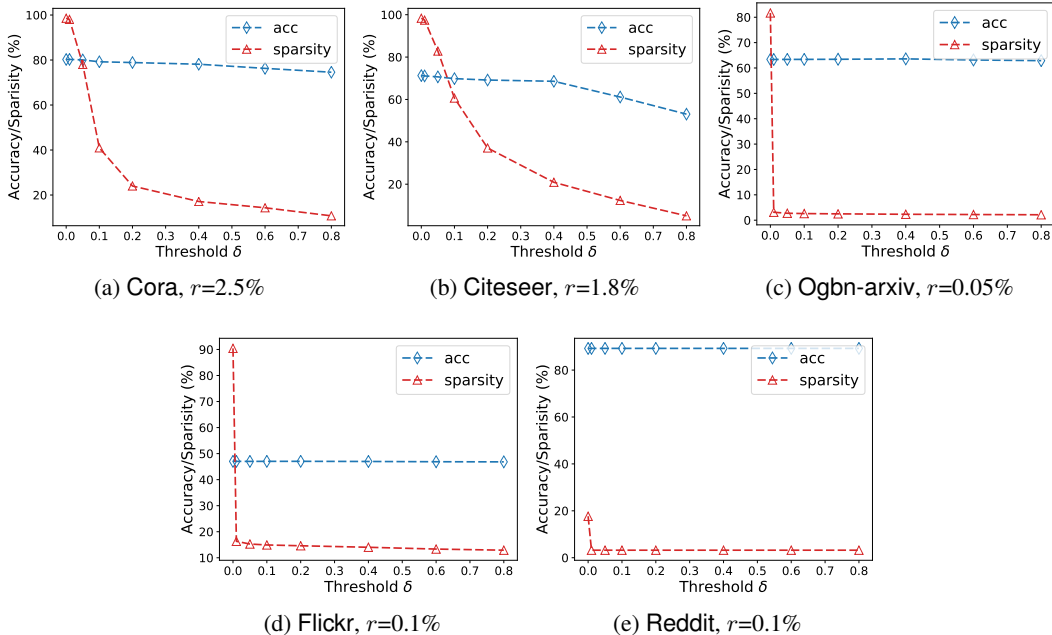 100
80
60
40
20
Accuracy/Sparisity (%)
acc
sparsity
0.0 0.1 0.2 0.3 0.4 0.5 0.6 0.7 0.8
Threshold δ
(a) Cora, r=2.5%
100
80
60
40
20
Accuracy/Sparisity (%)
acc
sparsity
0.0 0.1 0.2 0.3 0.4 0.5 0.6 0.7 0.8
Threshold δ
(b) Citeseer, r=1.8%
80
70
60
50
40
30
20
10
0
Accuracy/Sparisity (%)
acc
sparsity
0.0 0.1 0.2 0.3 0.4 0.5 0.6 0.7 0.8
Threshold δ
(c) Ogbn-arxiv, r=0.05%
90
80
70
60
50
40
30
20
10
Accuracy/Sparisity (%)
acc
sparsity
0.0 0.1 0.2 0.3 0.4 0.5 0.6 0.7 0.8
Threshold δ
(d) Flickr, r=0.1%
80
60
40
20
0
Accuracy/Sparisity (%)
acc
sparsity
0.0 0.1 0.2 0.3 0.4 0.5 0.6 0.7 0.8
Threshold δ
(e) Reddit, r=0.1%